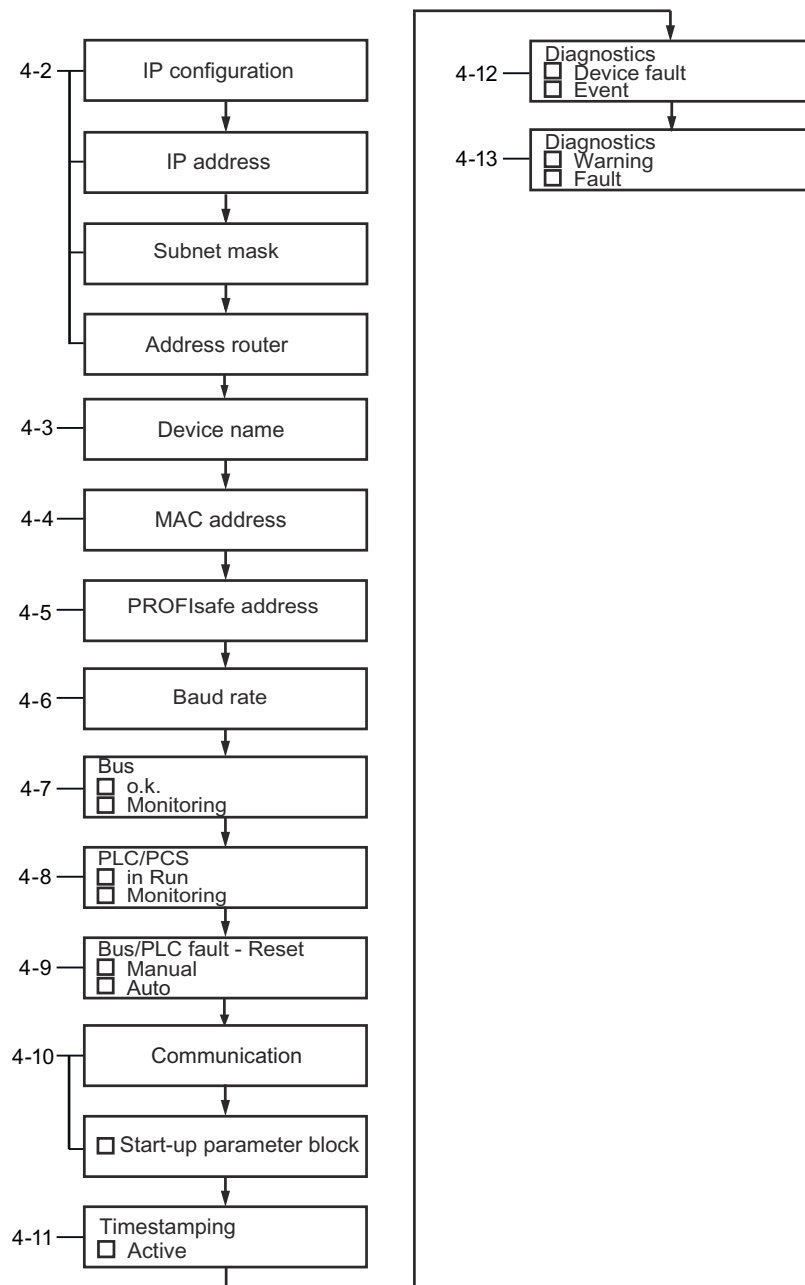 4-2
IP configuration
IP address
Subnet mask
Address router
4-3
Device name
4-4
MAC address
4-5
PROFIsafe address
4-6
Baud rate
4-7
Bus
o.k.
Monitoring
4-8
PLC/PCS
in Run
Monitoring
4-9
Bus/PLC fault - Reset
Manual
Auto
4-10
Communication
Start-up parameter block
4-11
Timestamping
Active
4-12
Diagnostics
Device fault
Event
4-13
Diagnostics
Warning
Fault